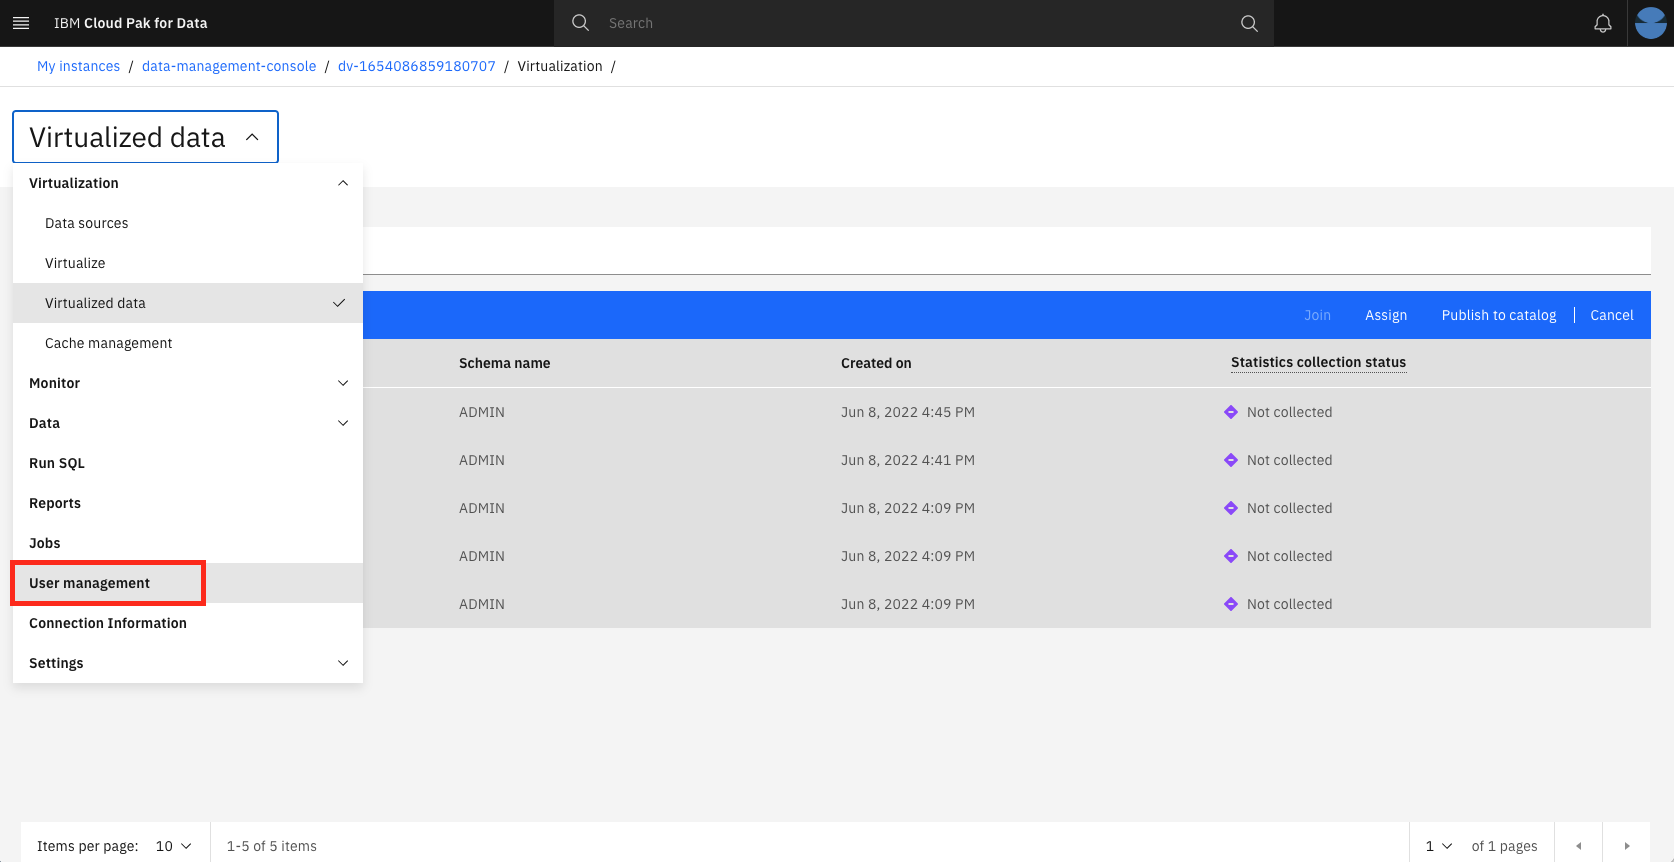 IBM Cloud Pak for Data
Search
My instances / data-management-console / dv-1654086859180707 / Virtualization /
Virtualized data
Virtualization
Data sources
Virtualize
Virtualized data
Cache management
Monitor
Data
Run SQL
Reports
Jobs
User management
Connection Information
Settings
Join Assign Publish to catalog | Cancel
Schema name Created on Statistics collection status
ADMIN Jun 8, 2022 4:45 PM Not collected
ADMIN Jun 8, 2022 4:41 PM Not collected
ADMIN Jun 8, 2022 4:09 PM Not collected
ADMIN Jun 8, 2022 4:09 PM Not collected
ADMIN Jun 8, 2022 4:09 PM Not collected
Items per page: 10 1-5 of 5 items 1 of 1 pages